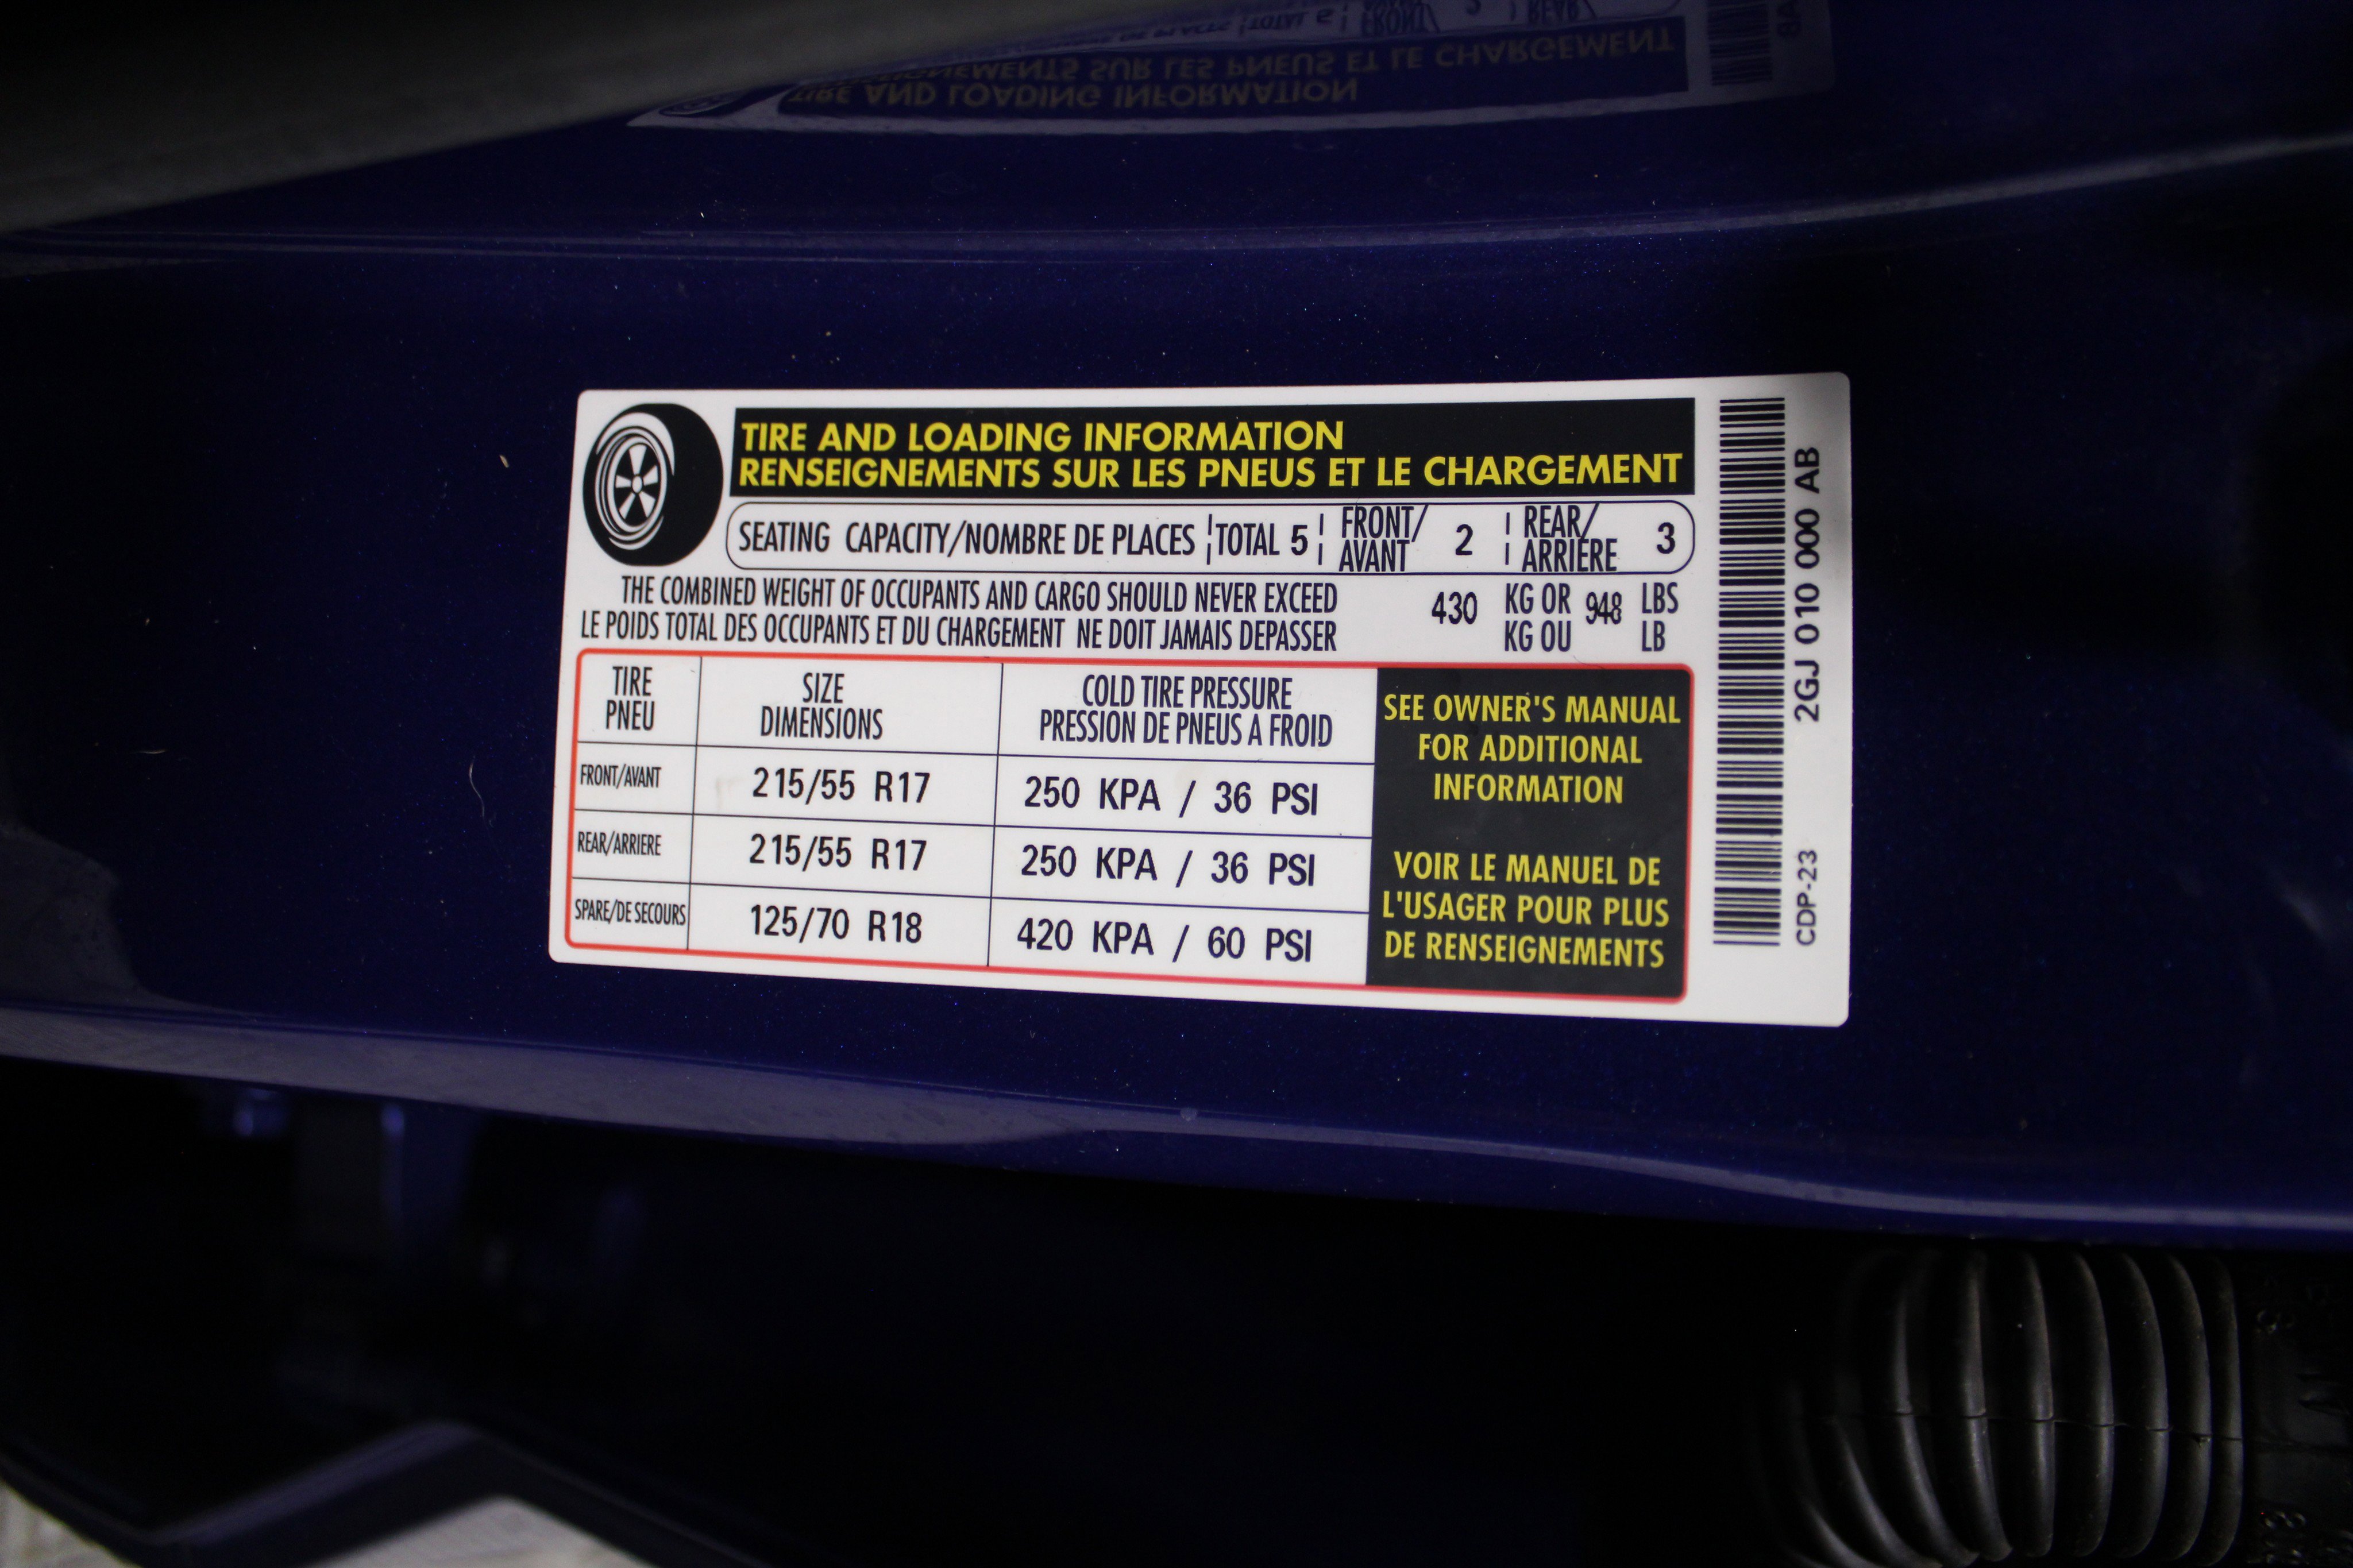 TIRE AND LOADING INFORMATION
RENSEIGNEMENTS SUR LES PNEUS ET LE CHARGEMENT
SEATING CAPACITY/NOMBRE DE PLACES TOTAL 5 FRONT/AVANT 2 REAR/ARRIÈRE 3
THE COMBINED WEIGHT OF OCCUPANTS AND CARGO SHOULD NEVER EXCEED 430 KG OR 948 LBS
LE POIDS TOTAL DES OCCUPANTS ET DU CHARGEMENT NE DOIT JAMAIS DEPASSER KG OU LB
TIRE SIZE COLD TIRE PRESSURE
PNEU DIMENSIONS PRESSION DE PNEUS A FROID
FRONT/AVANT 215/55 R17 250 KPA / 36 PSI
REAR/ARRIERE 215/55 R17 250 KPA / 36 PSI
SPARE/DE SECOURS 125/70 R18 420 KPA / 60 PSI
SEE OWNER'S MANUAL
FOR ADDITIONAL
INFORMATION
VOIR LE MANUEL DE
L'USAGER POUR PLUS
DE RENSEIGNEMENTS
2GJ 010 000 AB
CDP-23